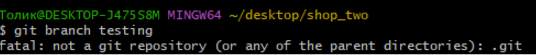 Толик@DESKTOP-J475S8M MINGW64 ~/desktop/shop_two
$ git branch testing
fatal: not a git repository (or any of the parent directories): .git